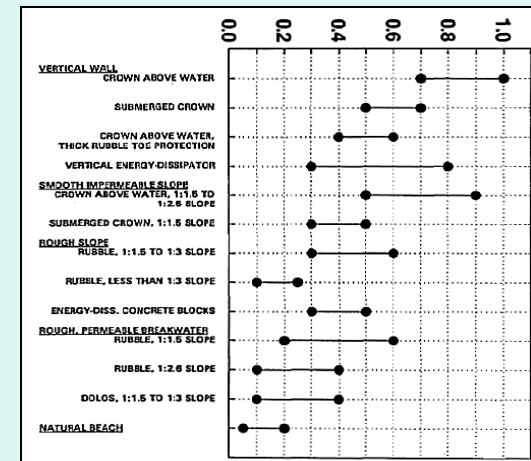 0.0 0.2 0.4 0.6 0.8 1.0
VERTICAL WALL
CROWN ABOVE WATER
SUBMERGED CROWN
CROWN ABOVE WATER,
THICK RUBBLE TOE PROTECTION
VERTICAL ENERGY-DISSIPATOR
SMOOTH IMPERMEABLE SLOPE
CROWN ABOVE WATER, 1:1.5 TO
1:2.5 SLOPE
SUBMERGED CROWN, 1:1.5 SLOPE
ROUGH SLOPE
RUBBLE, 1:1.5 TO 1:3 SLOPE
RUBBLE, LESS THAN 1:3 SLOPE
ENERGY-DISS. CONCRETE BLOCKS
ROUGH, PERMEABLE BREAKWATER
RUBBLE, 1:1.5 SLOPE
RUBBLE, 1:2.6 SLOPE
DOLOS, 1:1.5 TO 1:3 SLOPE
NATURAL BEACH